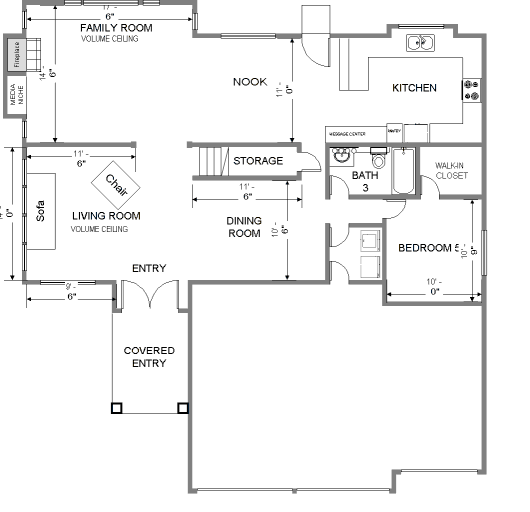 17' -
6"
FAMILY ROOM
VOLUME CEILING
Fireplace
14' -
6"
NOOK
11' -
0"
KITCHEN
MEDIA
NICHE
MESSAGE CENTER
PANTRY
11' -
6"
STORAGE
BATH
3
WALK-IN
CLOSET
Chair
Sofa
0"
LIVING ROOM
VOLUME CEILING
11' -
6"
DINING
ROOM
10' -
6"
BEDROOM 5
10' -
9"
ENTRY
9' -
6"
10' -
0"
COVERED
ENTRY